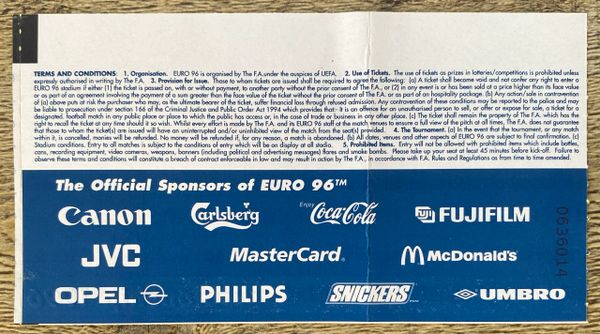 TERMS AND CONDITIONS: 1. Organisation. EURO 96 is organised by The F.A. under the auspices of UEFA. 2. Use of Tickets. The use of tickets as prizes in lotteries/competitions is prohibited unless
expressly authorised in writing by The F.A. 3. Provision for Issue. Those to whom tickets are issued shall be regarded to agree the following: (a) A ticket shall become void and not carry any right to enter a
EURO 96 stadium if either (1) the ticket is passed on, with or without payment, to another party without the prior consent of The F.A., or (2) in any event is or has been sold at a price higher than its face value
or as part of an agreement involving the payment of a sum greater than the face value of the ticket without the prior consent of The F.A. or as part of an hospitality package. (b) Any action/sale in contravention
of (a) above puts at risk the purchaser who may, as the ultimate bearer of the ticket, suffer financial loss through refused admission. Any contravention of these conditions may be reported to the police and may
be liable to prosecution under section 166 of the Criminal Justice and Public Order Act 1994 which provides that:- It is an offence for an unauthorised person to sell, or offer or expose for sale, a ticket for a
designated football match in any public place or place to which the public has access or, in the case of trade or business in any other place. (c) The ticket shall remain the property of The F.A. which has the
right to recall the ticket at any time should it so wish. Whilst every effort is made by The F.A. and its EURO 96 staff at the match venues to ensure a full view of the pitch at all times, The F.A. does not guarantee
that those to whom the(s) are issued will have an uninterrupted and/or uninhibited view of the match from the seat(s) provided. 4. The Tournament. (a) In the event that the tournament, or any match
within it, is cancelled, monies will be refunded. No money will be refunded if, for any reason, a match is abandoned. (b) All dates, venues and other aspects of EURO 96 are subject to final confirmation. (c)
Stadium conditions. Entry to all matches is subject to the conditions of entry which will be on display at all stadia. 5. Prohibited Items. Entry will not be allowed with prohibited items which include bottles,
cans, recording equipment, video cameras, weapons, banners (including political and advertising messages) flares and smoke bombs. Please take up your seat at least 45 minutes before kick-off. Failure to
observe these terms and conditions will constitute a breach of contract enforceable in law and may result in action by The F.A., in accordance with F.A. Rules and Regulations as from time to time amended.
The Official Sponsors of EURO 96™
Canon Carlsberg Enjoy Coca-Cola FUJI FUJIFILM
JVC MasterCard McDonald's
OPEL PHILIPS SNICKERS UMBRO
0636014